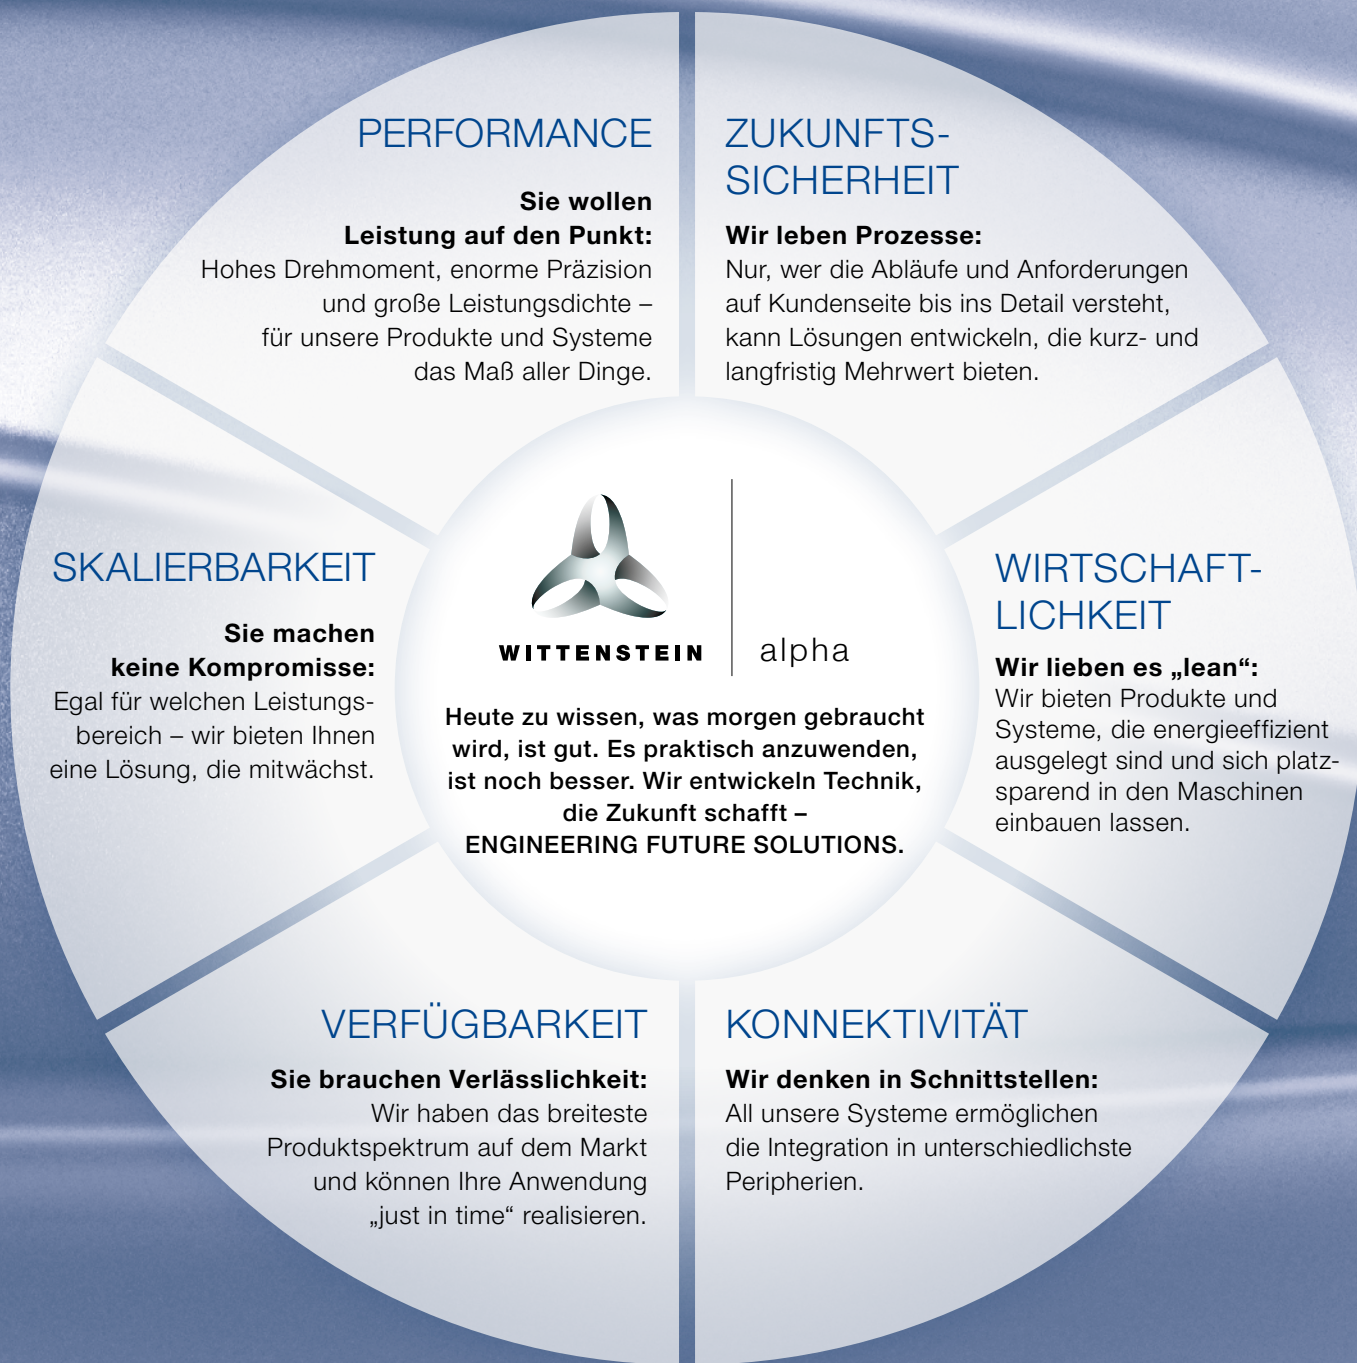 PERFORMANCE
Sie wollen
Leistung auf den Punkt:
Hohes Drehmoment, enorme Präzision
und große Leistungsdichte –
für unsere Produkte und Systeme
das Maß aller Dinge.
ZUKUNFTS-
SICHERHEIT
Wir leben Prozesse:
Nur, wer die Abläufe und Anforderungen
auf Kundenseite bis ins Detail versteht,
kann Lösungen entwickeln, die kurz- und
langfristig Mehrwert bieten.
SKALIERBARKEIT
Sie machen
keine Kompromisse:
Egal für welchen Leistungs-
bereich – wir bieten Ihnen
eine Lösung, die mitwächst.
WITTENSTEIN
alpha
Heute zu wissen, was morgen gebraucht
wird, ist gut. Es praktisch anzuwenden,
ist noch besser. Wir entwickeln Technik,
die Zukunft schafft –
ENGINEERING FUTURE SOLUTIONS.
WIRTSCHAFT-
LICHKEIT
Wir lieben es „lean“:
Wir bieten Produkte und
Systeme, die energieeffizient
ausgelegt sind und sich platz-
sparend in den Maschinen
einbauen lassen.
VERFÜGBARKEIT
Sie brauchen Verlässlichkeit:
Wir haben das breiteste
Produktspektrum auf dem Markt
und können Ihre Anwendung
„just in time“ realisieren.
KONNEKTIVITÄT
Wir denken in Schnittstellen:
All unsere Systeme ermöglichen
die Integration in unterschiedlichste
Peripherien.